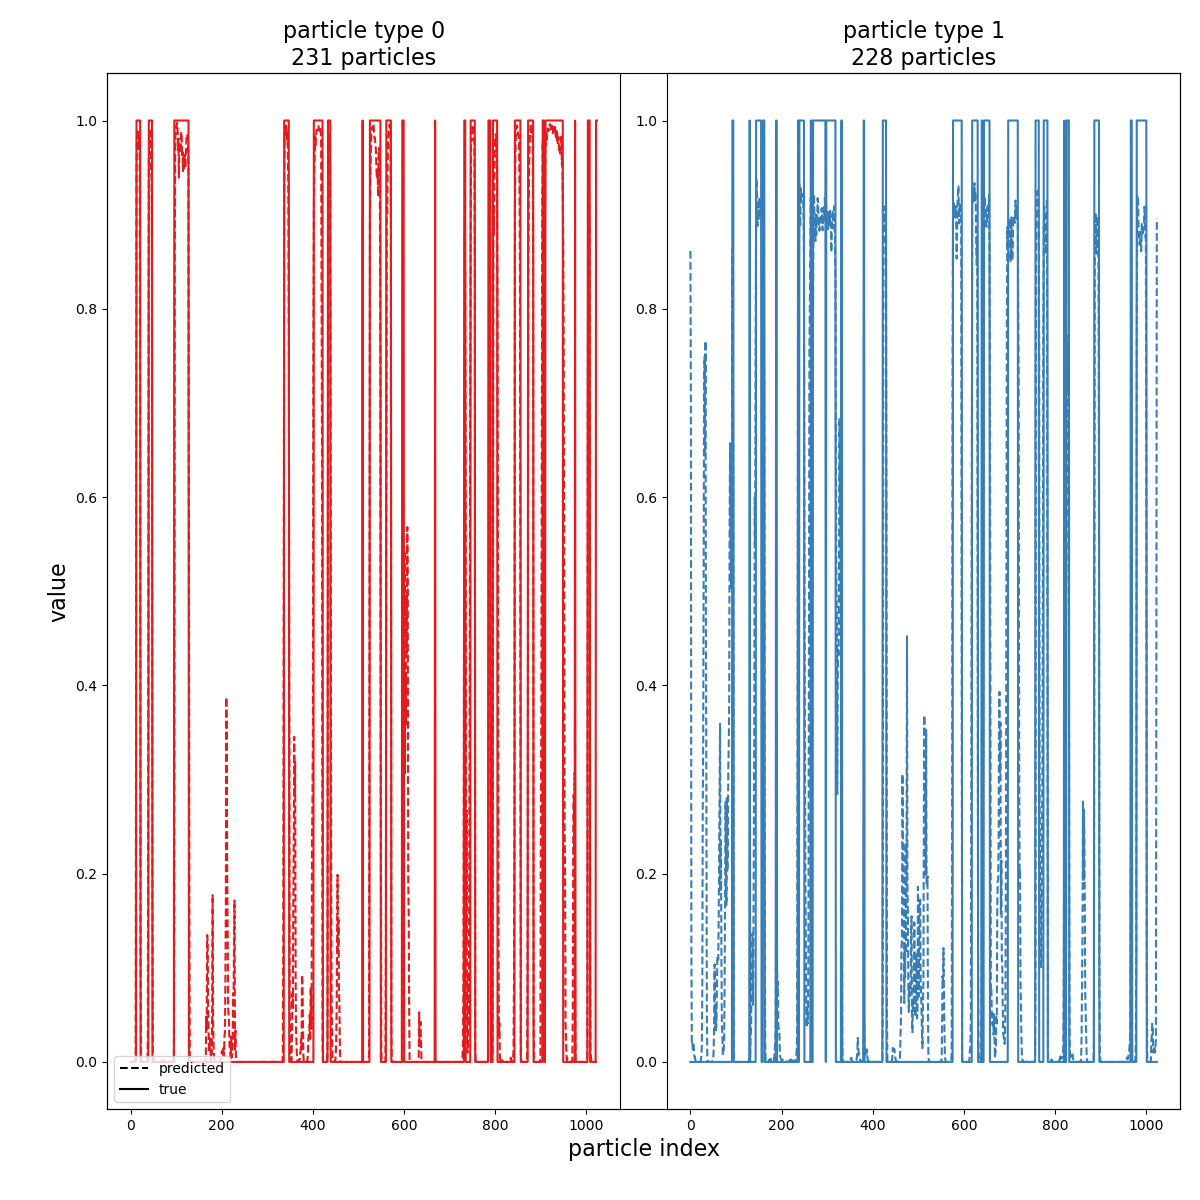 particle type 0
231 particles
particle type 1
228 particles
1.0
0.8
0.6
0.4
0.2
0.0
1.0
0.8
0.6
0.4
0.2
0.0
value
predicted
true
0 200 400 600 800 1000
0 200 400 600 800 1000
particle index